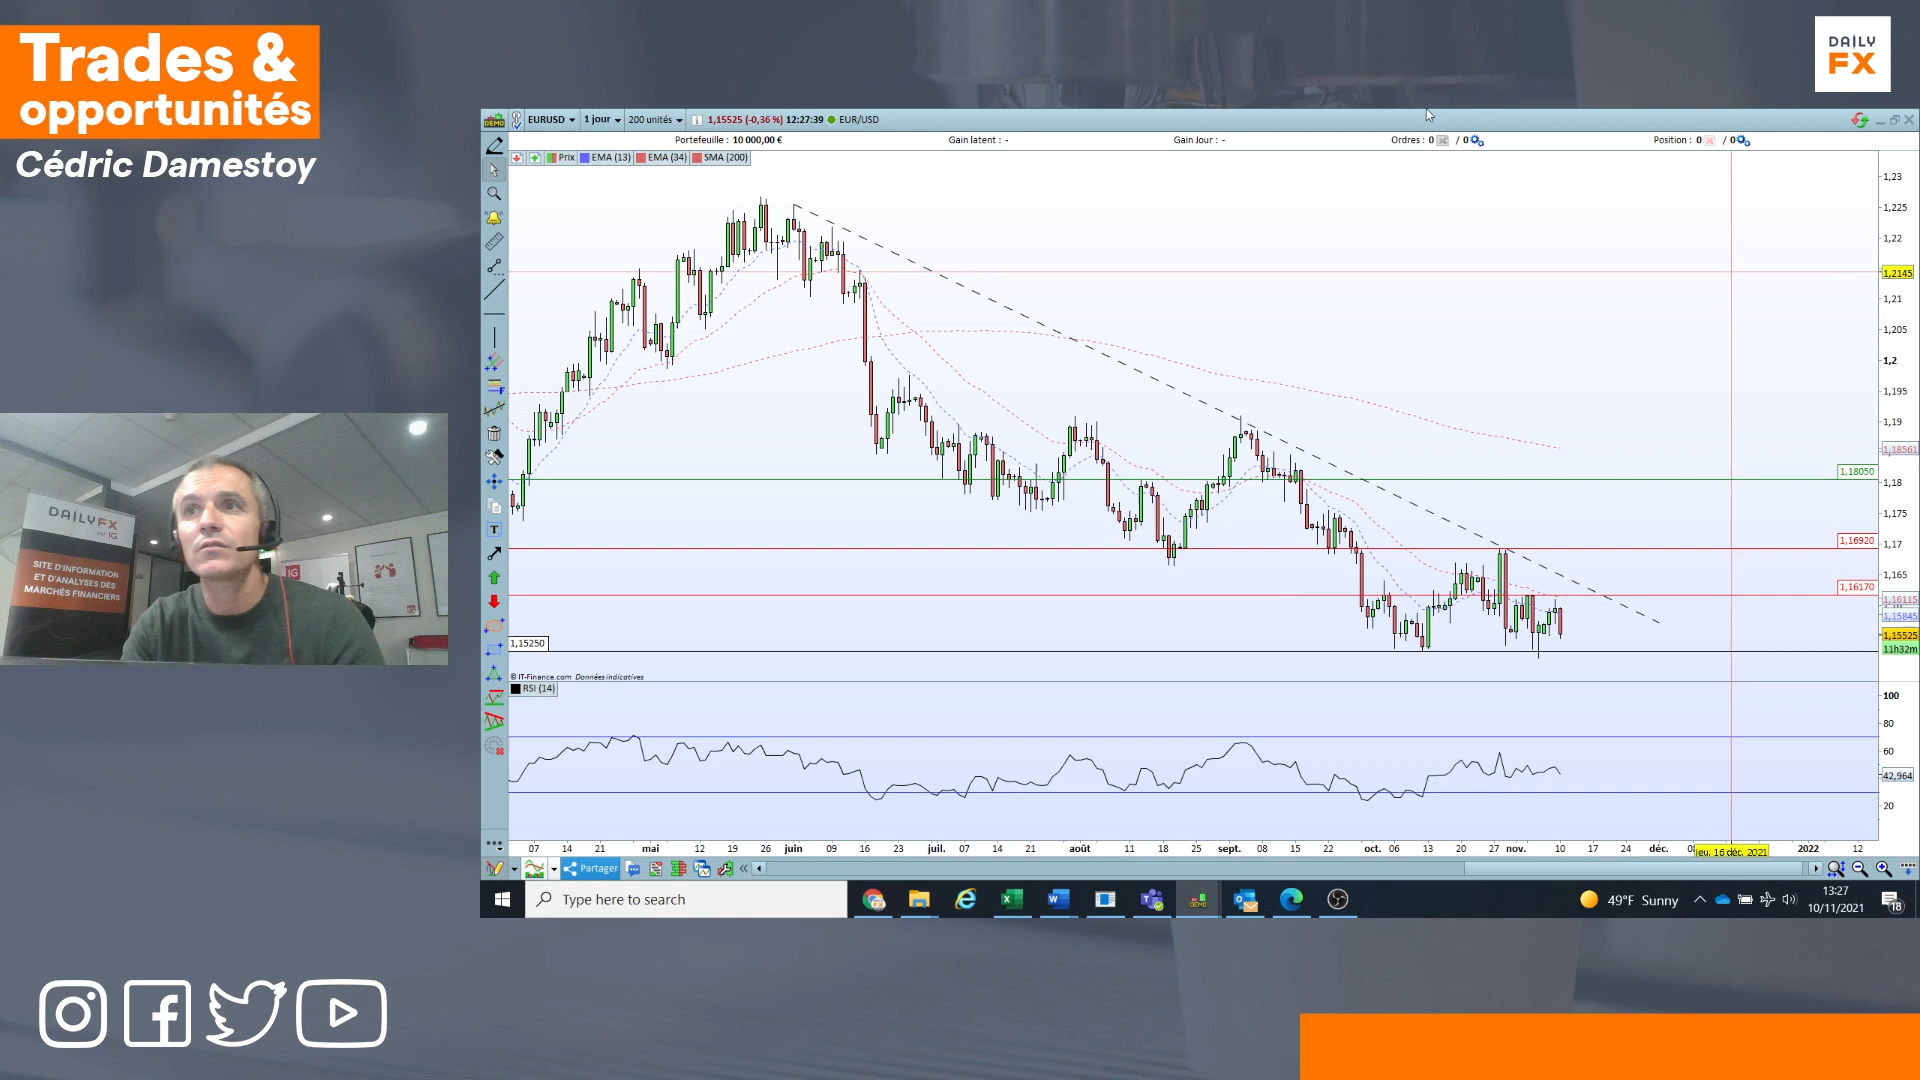 Trades &
opportunités
Cédric Damestoy
DAILY
FX
EURUSD 1 jour 200 unités 1,15525 (-0,36 %) 12:27:39 EUR/USD
Portefeuille : 10 000,00 € Gain latent : - Gain Jour : - Ordres : 0 / 0 Position : 0 / 0
Prix EMA (13) EMA (34) SMA (200)
1,23
1,225
1,22
1,2145
1,21
1,205
1,2
1,195
1,19
1,18561
1,18050
1,18
1,175
1,16920
1,17
1,165
1,16170
1,16115
1,15845
1,15525
11h32m
1,15250
© IT-Finance.com Données indicatives
RSI (14)
100
80
60
42,964
20
07 14 21 mai 12 19 26 juin 09 16 23 juil. 07 14 21 août 11 18 25 sept. 08 15 22 oct. 06 13 20 27 nov. 10 17 24 déc. jeu. 16 déc. 2021 2022 12
Partager
DEMO
Type here to search
DEMO
49°F Sunny
13:27
10/11/2021
18
DAILYFX
par IG
SITE D'INFORMATION
ET D'ANALYSES DES
MARCHÉS FINANCIERS
IG